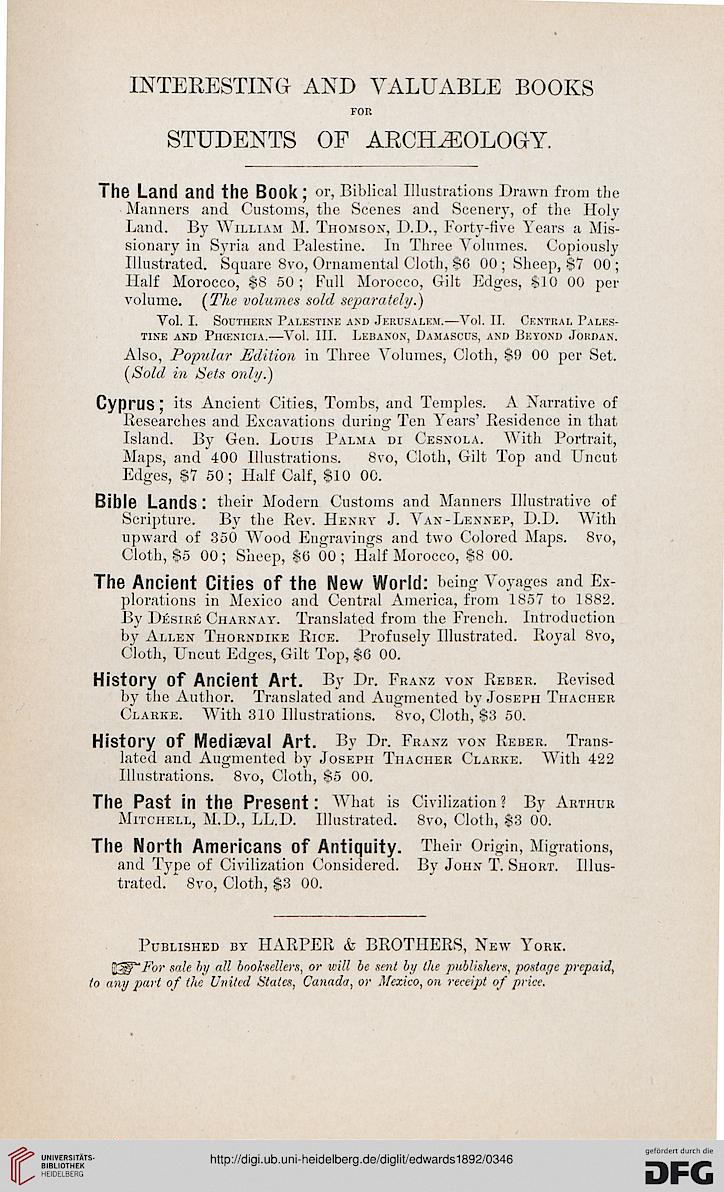 INTERESTING AND VALUABLE BOOKS
FOR
STUDENTS OF ARCHÆOLOGY.
The Land and the Book; or, Biblical Illustrations Drawn from the
Manners and Customs, the Scenes and Scenery, of the Holy
Land. By William M. Thomson, D.D., Forty-five Years a Mis-
sionary in Syria and Palestine. In Three Volumes. Copiously
Illustrated. Square 8vo, Ornamental Cloth, $6 00; Sheep, $7 00;
Half Morocco, $8 50; Full Morocco, Gilt Edges, $10 00 per
volume. (The volumes sold separately.)
Vol. I. Southern Palestine and Jerusalem.—Vol. II. Central Pales-
tine and Phœnicia.—Vol. III. Lebanon, Damascus, and Beyond Jordan.
Also, Popular Edition in Three Volumes, Cloth, $9 00 per Set.
(Sold in Sets only.)
Cyprus; its Ancient Cities, Tombs, and Temples. A Narrative of
Researches and Excavations during Ten Years' Residence in that
Island. By Gen. Louis Palma di Cesnola. With Portrait,
Maps, and 400 Illustrations. 8vo, Cloth, Gilt Top and Uncut
Edges, $7 50; Half Calf, $10 00.
Bible Lands: their Modern Customs and Manners Illustrative of
Scripture. By the Rev. Henry J. Van-Lennep, D.D. With
upward of 350 Wood Engravings and two Colored Maps. 8vo,
Cloth, $5 00; Sheep, $6 00; Half Morocco, $8 00.
The Ancient Cities of the New World: being Voyages and Ex-
plorations in Mexico and Central America, from 1857 to 1882.
By Désiré Charnay. Translated from the French. Introduction
by Allen Thorndike Rice. Profusely Illustrated. Royal 8vo,
Cloth, Uncut Edges, Gilt Top, $6 00.
History of Ancient Art. By Dr. Franz von Reber. Revised
by the Author. Translated and Augmented by Joseph Thacher
Clarke. With 310 Illustrations. 8vo, Cloth, $3 50.
History of Mediæval Art. By Dr. Franz von Reber. Trans-
lated and Augmented by Joseph Thacher Clarke. With 422
Illustrations. 8vo, Cloth, $5 00.
The Past in the Present: What is Civilization? By Arthur
Mitchell, M.D., LL.D. Illustrated. 8vo, Cloth, $3 00.
The North Americans of Antiquity. Their Origin, Migrations,
and Type of Civilization Considered. By John T. Short. Illus-
trated. 8vo, Cloth, $3 00.
Published by HARPER & BROTHERS, New York.
☞ For sale by all booksellers, or will be sent by the publishers, postage prepaid,
to any part of the United States, Canada, or Mexico, on receipt of price.
UNIVERSITÄTS-
BIBLIOTHEK
HEIDELBERG
http://digi.ub.uni-heidelberg.de/diglit/edwards1892/0346
gefördert durch die
DFG